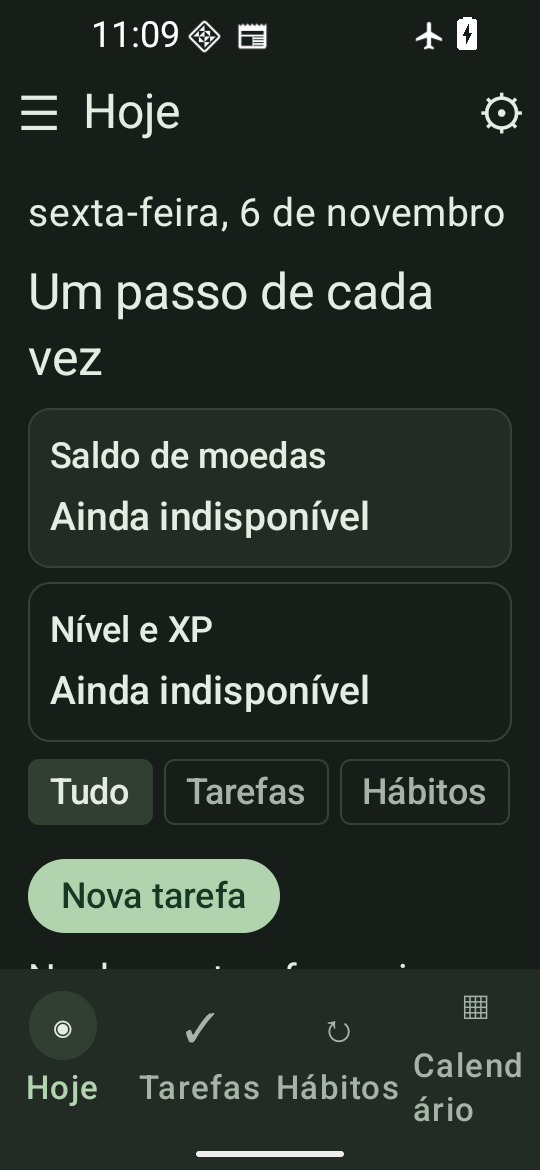 11:09
Hoje
sexta-feira, 6 de novembro
Um passo de cada
vez
Saldo de moedas
Ainda indisponível
Nível e XP
Ainda indisponível
Tudo Tarefas Hábitos
Nova tarefa
Hoje Tarefas Hábitos Calend
ário